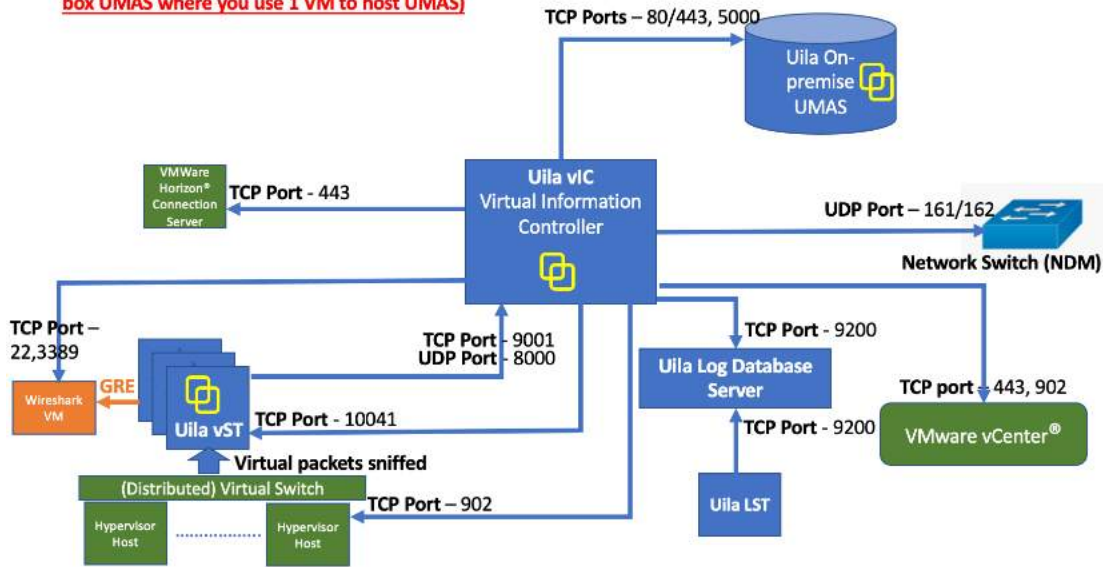 box UMAS where you use 1 VM to host UMAS)
TCP Ports – 80/443, 5000
Uila On-
premise
UMAS
VMWare
Horizon®
Connection
Server
TCP Port - 443
Uila vIC
Virtual Information
Controller
UDP Port – 161/162
Network Switch (NDM)
TCP Port –
22,3389
TCP Port - 9001
UDP Port - 8000
TCP Port - 9200
Uila Log Database
Server
TCP port - 443, 902
Wireshark
VM
GRE
Uila vST
TCP Port - 10041
TCP Port - 9200
VMware vCenter®
Virtual packets sniffed
(Distributed) Virtual Switch
TCP Port – 902
Uila LST
Hypervisor
Host
Hypervisor
Host